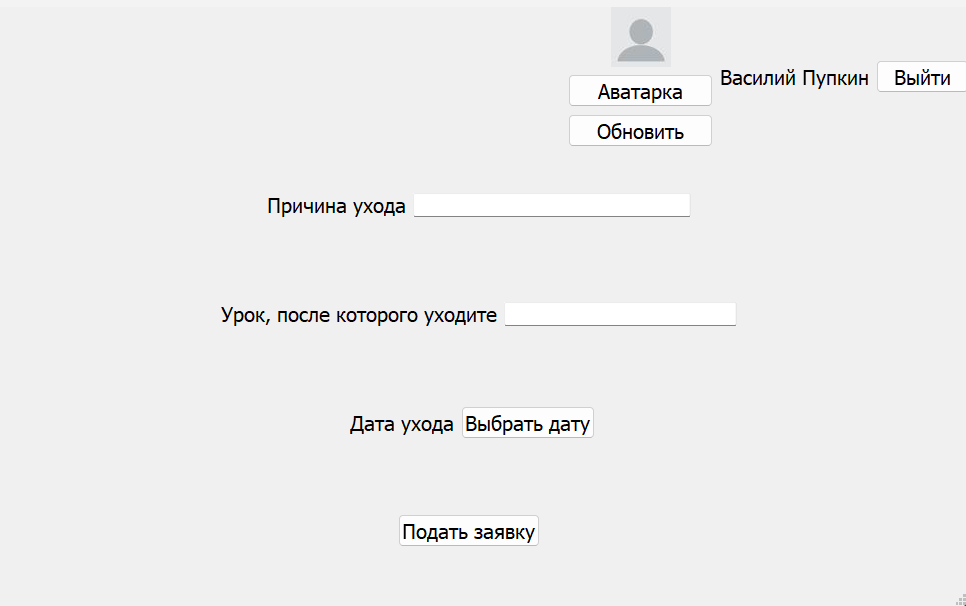 Василий Пупкин Выйти
Аватарка
Обновить
Причина ухода
Урок, после которого уходите
Дата ухода Выбрать дату
Подать заявку